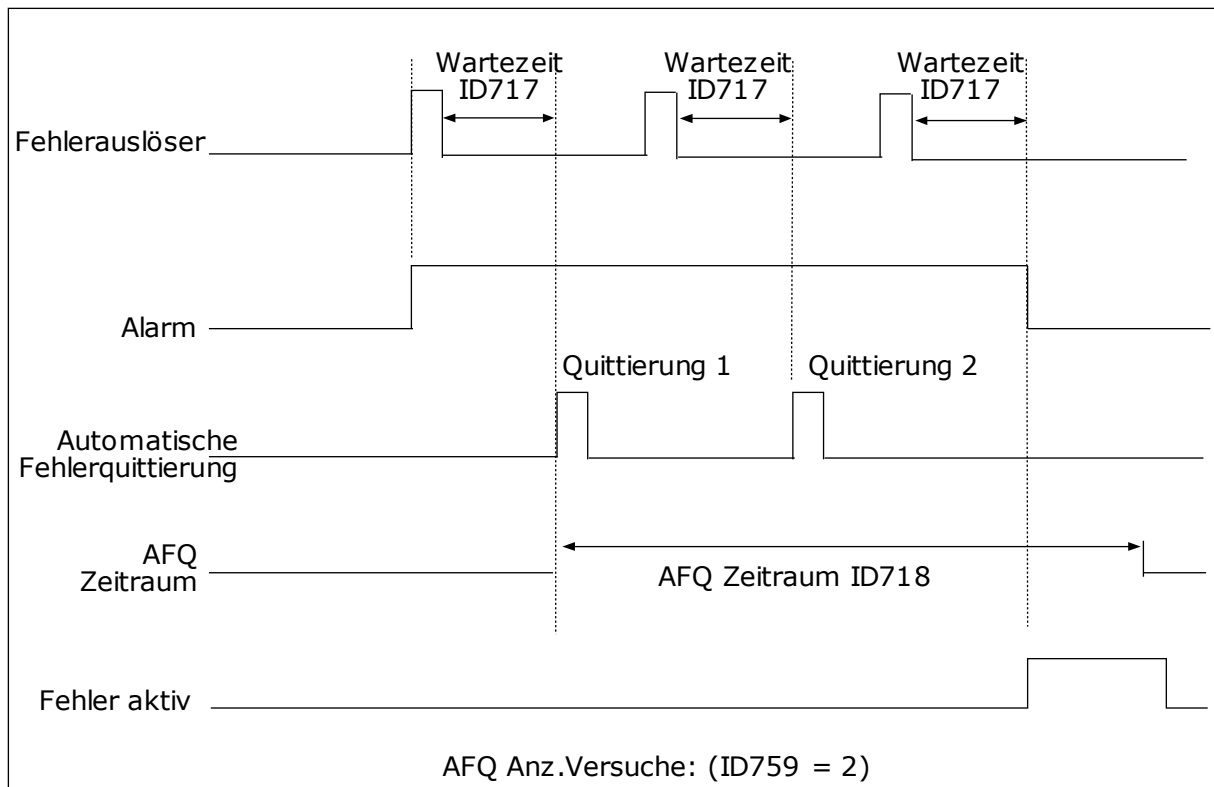 Wartezeit
ID717
Wartezeit
ID717
Wartezeit
ID717
Fehlerauslöser
Alarm
Quittierung 1
Quittierung 2
Automatische
Fehlerquittierung
AFQ
Zeitraum
AFQ Zeitraum ID718
Fehler aktiv
AFQ Anz.Versuche: (ID759 = 2)